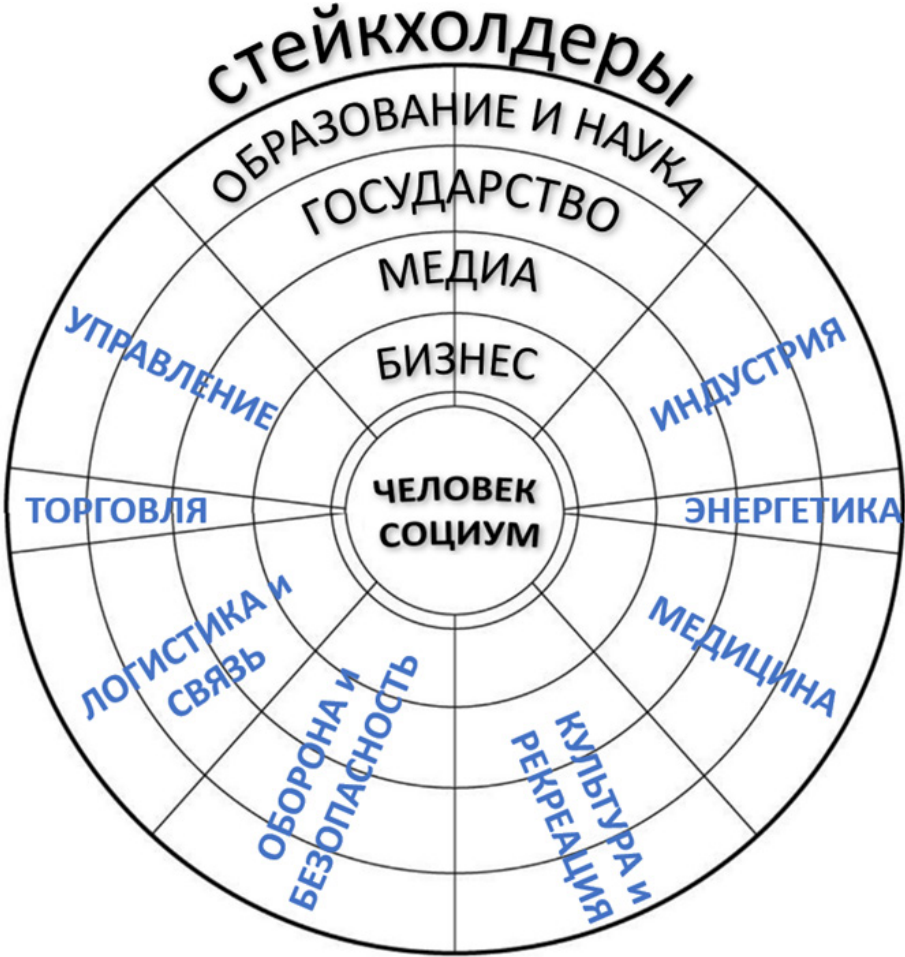 стейкхолдеры
ОБРАЗОВАНИЕ И НАУКА
ГОСУДАРСТВО
МЕДИА
БИЗНЕС
ЧЕЛОВЕК
СОЦИУМ
УПРАВЛЕНИЕ
ИНДУСТРИЯ
ТОРГОВЛЯ
ЭНЕРГЕТИКА
ЛОГИСТИКА и
СВЯЗЬ
МЕДИЦИНА
ОБОРОНА и
БЕЗОПАСНОСТЬ
КУЛЬТУРА и
РЕКРЕАЦИЯ